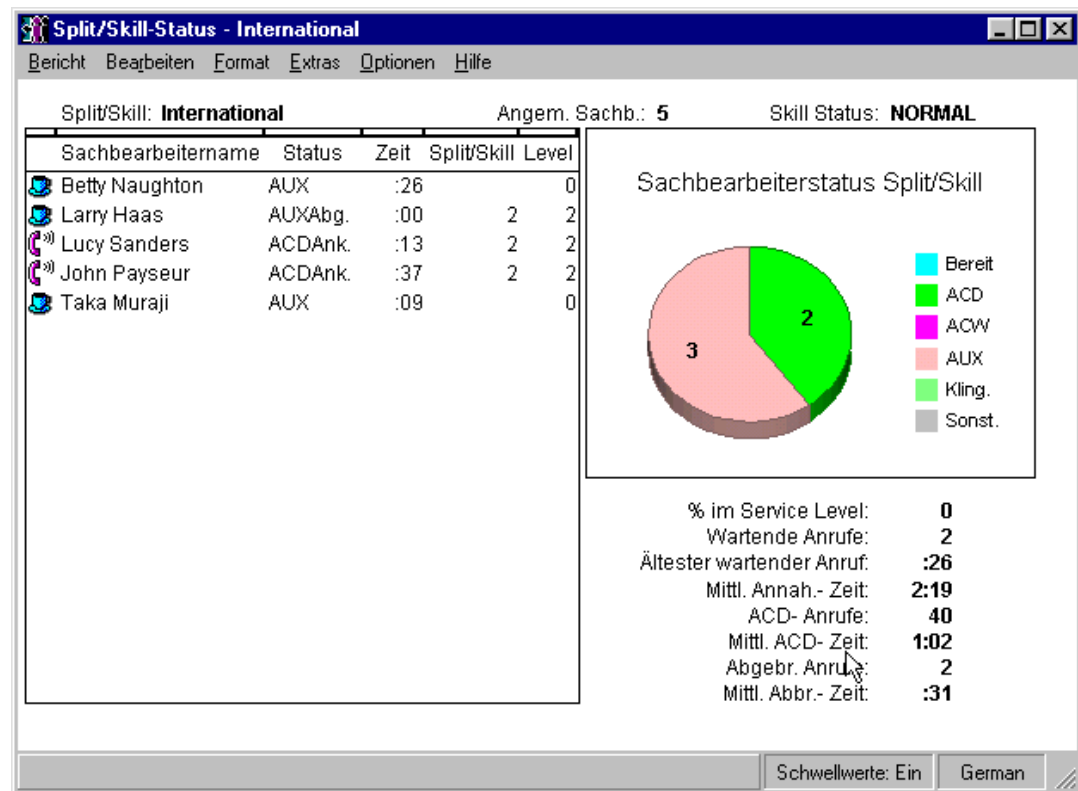 Split/Skill-Status - International
Bericht Bearbeiten Format Extras Optionen Hilfe
Split/Skill: International Angem. Sachb.: 5 Skill Status: NORMAL
Sachbearbeitername Status Zeit Split/Skill Level
Betty Naughton AUX :26 0
Larry Haas AUXAbg. :00 2 2
Lucy Sanders ACDAnk. :13 2 2
John Payseur ACDAnk. :37 2 2
Taka Muraji AUX :09 0
Sachbearbeiterstatus Split/Skill
2
3
Bereit
ACD
ACW
AUX
Kling.
Sonst.
% im Service Level: 0
Wartende Anrufe: 2
Ältester wartender Anruf: :26
Mittl. Annah.- Zeit: 2:19
ACD- Anrufe: 40
Mittl. ACD- Zeit: 1:02
Abgebr. Anrufe: 2
Mittl. Abbr.- Zeit: :31
Schwellwerte: Ein German